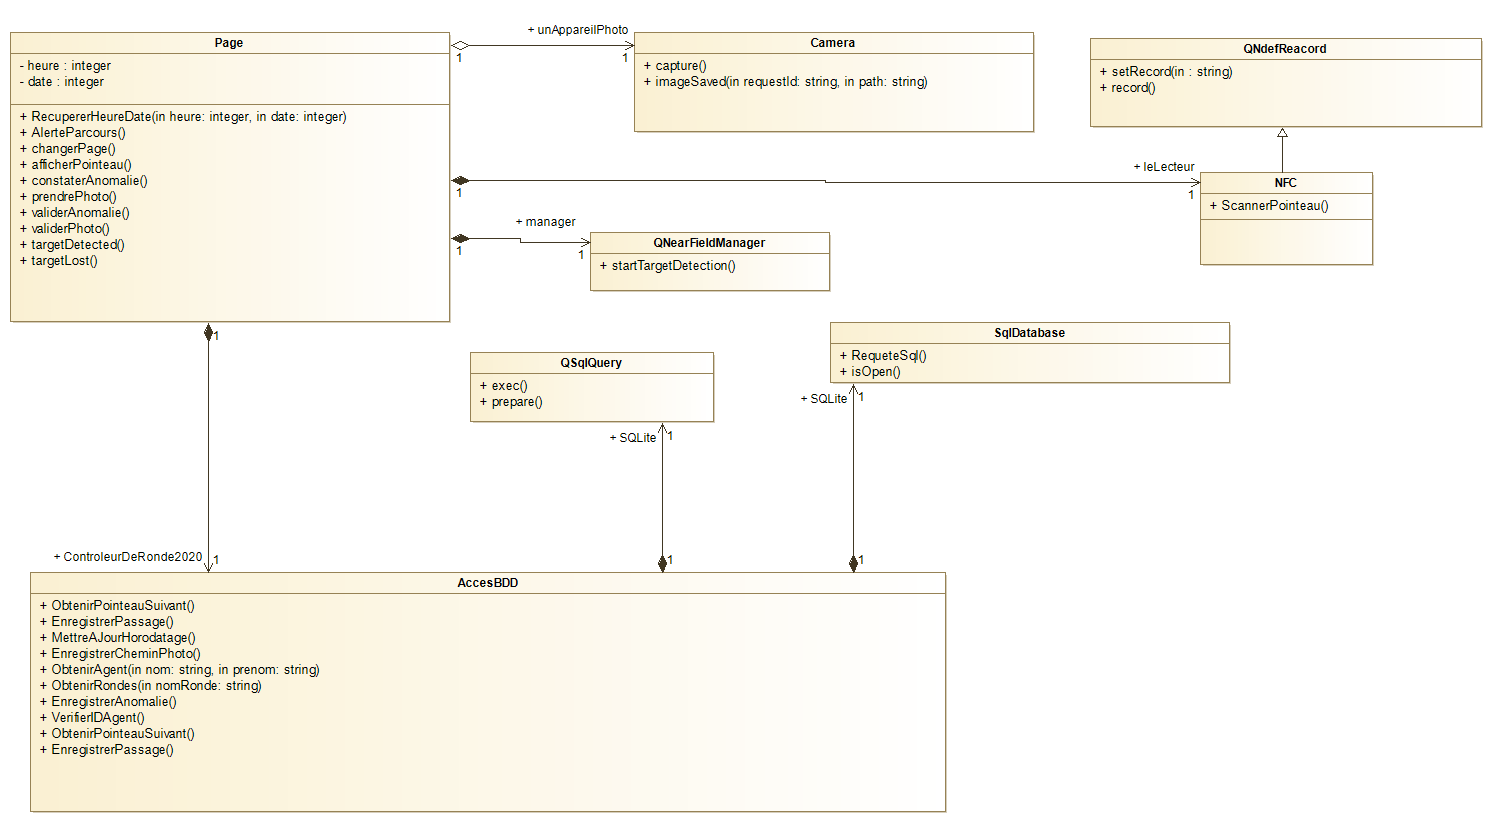 Page
- heure : integer
- date : integer
+ RecupererHeureDate(in heure: integer, in date: integer)
+ AlerteParcours()
+ changerPage()
+ afficherPointeau()
+ constaterAnomalie()
+ prendrePhoto()
+ validerAnomalie()
+ validerPhoto()
+ targetDetected()
+ targetLost()
1
+ unAppareilPhoto
1
Camera
+ capture()
+ imageSaved(in requestId: string, in path: string)
QNdefReacord
+ setRecord(in : string)
+ record()
1
+ leLecteur
1
NFC
+ ScannerPointeau()
1
+ manager
1
QNearFieldManager
+ startTargetDetection()
1
QSqlQuery
+ exec()
+ prepare()
+ SQLite
1
SqlDatabase
+ RequeteSql()
+ isOpen()
+ SQLite
1
+ ControleurDeRonde2020
1
1
1
AccesBDD
+ ObtenirPointeauSuivant()
+ EnregistrerPassage()
+ MettreAJourHorodatage()
+ EnregistrerCheminPhoto()
+ ObtenirAgent(in nom: string, in prenom: string)
+ ObtenirRondes(in nomRonde: string)
+ EnregistrerAnomalie()
+ VerifierIDAgent()
+ ObtenirPointeauSuivant()
+ EnregistrerPassage()